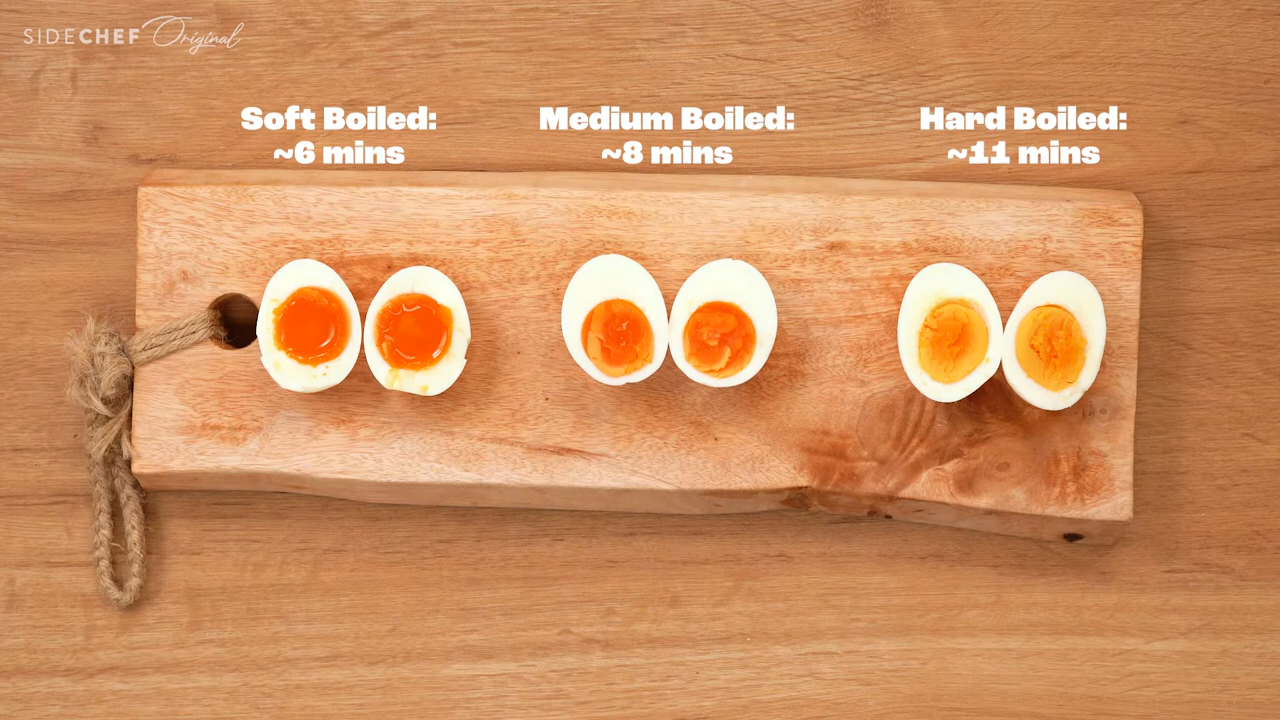 SIDECHEF Original
Soft Boiled:
~6 mins
Medium Boiled:
~8 mins
Hard Boiled:
~11 mins